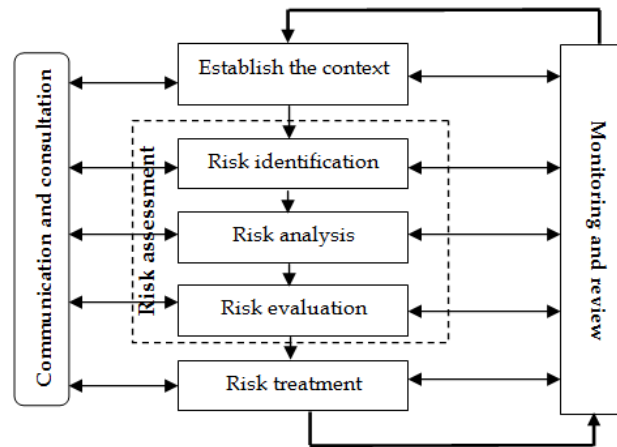 Establish the context
Communication and consultation
Risk assessment
Risk identification
Risk analysis
Risk evaluation
Risk treatment
Monitoring and review